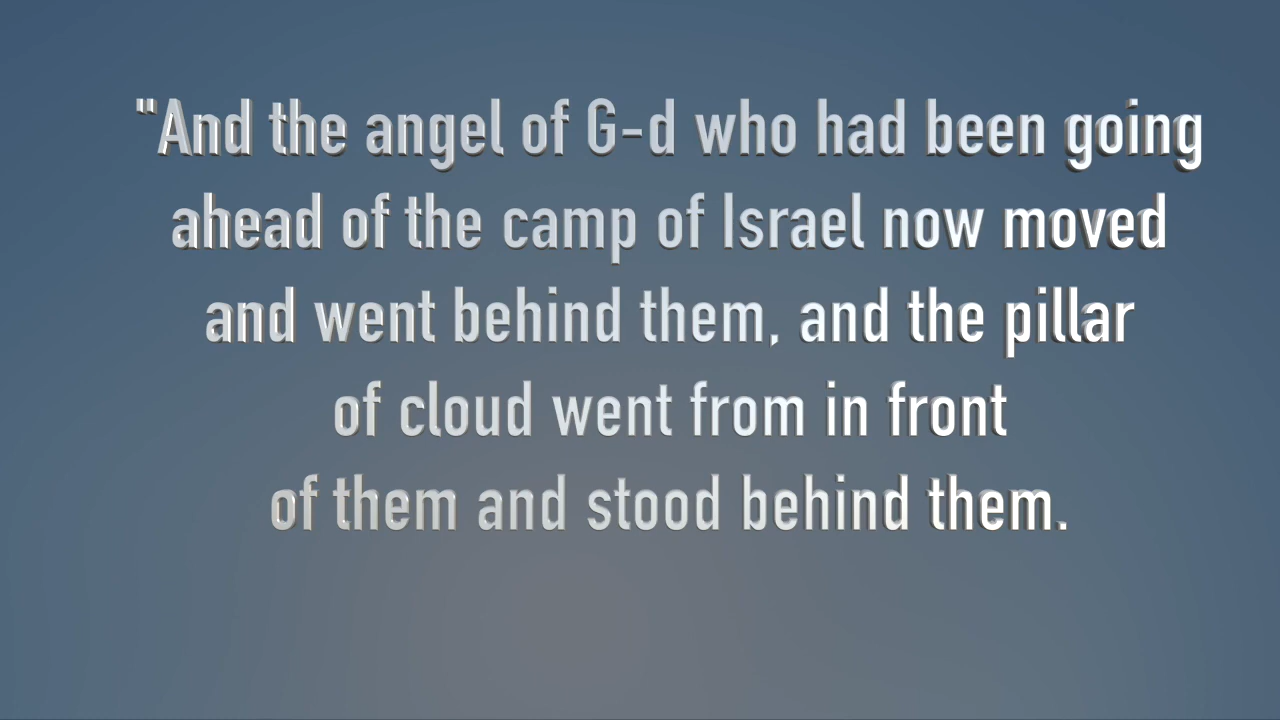 "And the angel of G-d who had been going
ahead of the camp of Israel now moved
and went behind them, and the pillar
of cloud went from in front
of them and stood behind them.